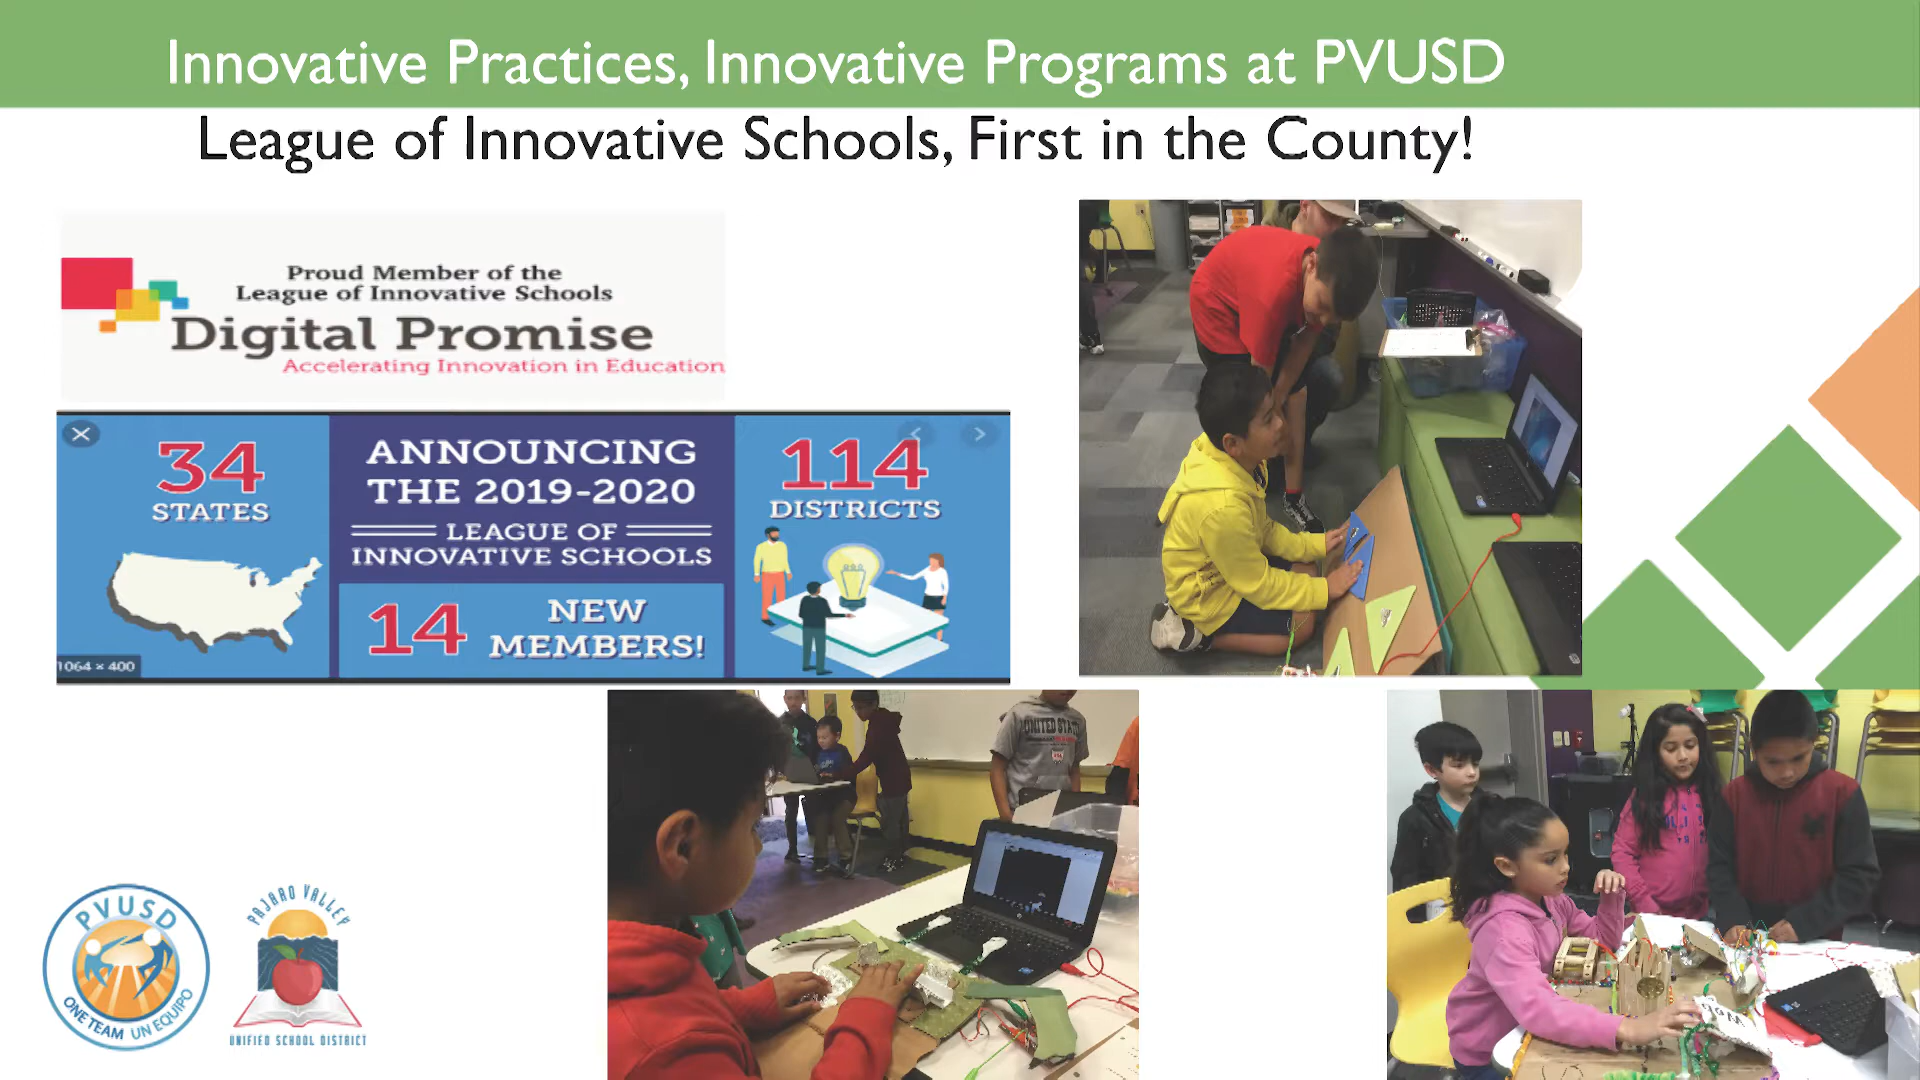 Innovative Practices, Innovative Programs at PVUSD
League of Innovative Schools, First in the County!
Proud Member of the
League of Innovative Schools
Digital Promise
Accelerating Innovation in Education
34
STATES
1064 × 400
ANNOUNCING
THE 2019-2020
LEAGUE OF
INNOVATIVE SCHOOLS
14
NEW
MEMBERS!
114
DISTRICTS
UNITED STAT
PVUSD
ONE TEAM UN EQUIPO
PAJARO VALLEY
UNIFIED SCHOOL DISTRICT